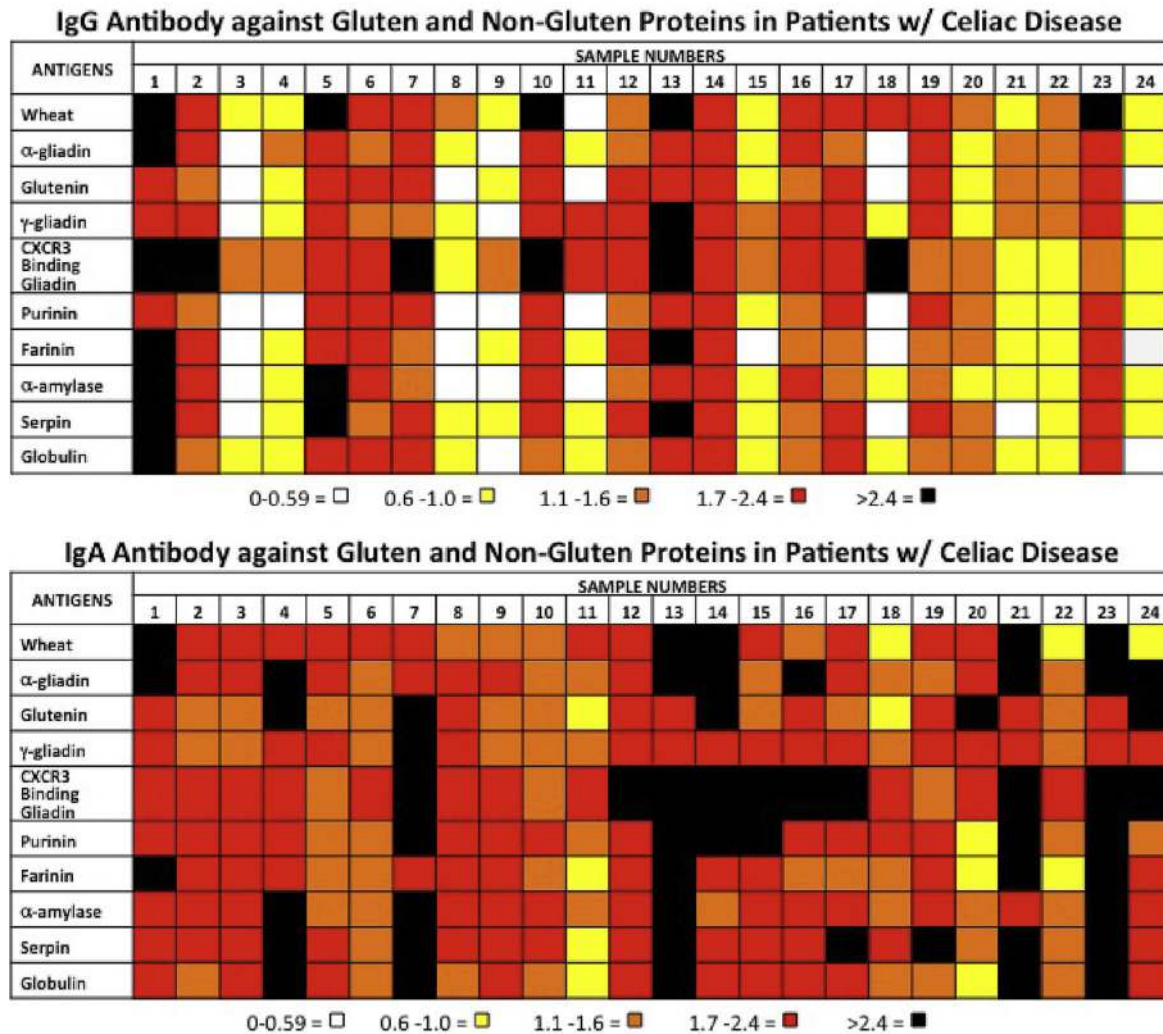 IgG Antibody against Gluten and Non-Gluten Proteins in Patients w/ Celiac Disease
ANTIGENS
SAMPLE NUMBERS
1 2 3 4 5 6 7 8 9 10 11 12 13 14 15 16 17 18 19 20 21 22 23 24
Wheat
α-gliadin
Glutenin
γ-gliadin
CXCR3
Binding
Gliadin
Purinin
Farinin
α-amylase
Serpin
Globulin
0-0.59 = 0.6 -1.0 = 1.1 -1.6 = 1.7 -2.4 = >2.4 =
IgA Antibody against Gluten and Non-Gluten Proteins in Patients w/ Celiac Disease
ANTIGENS
SAMPLE NUMBERS
1 2 3 4 5 6 7 8 9 10 11 12 13 14 15 16 17 18 19 20 21 22 23 24
Wheat
α-gliadin
Glutenin
γ-gliadin
CXCR3
Binding
Gliadin
Purinin
Farinin
α-amylase
Serpin
Globulin
0-0.59 = 0.6 -1.0 = 1.1 -1.6 = 1.7 -2.4 = >2.4 =